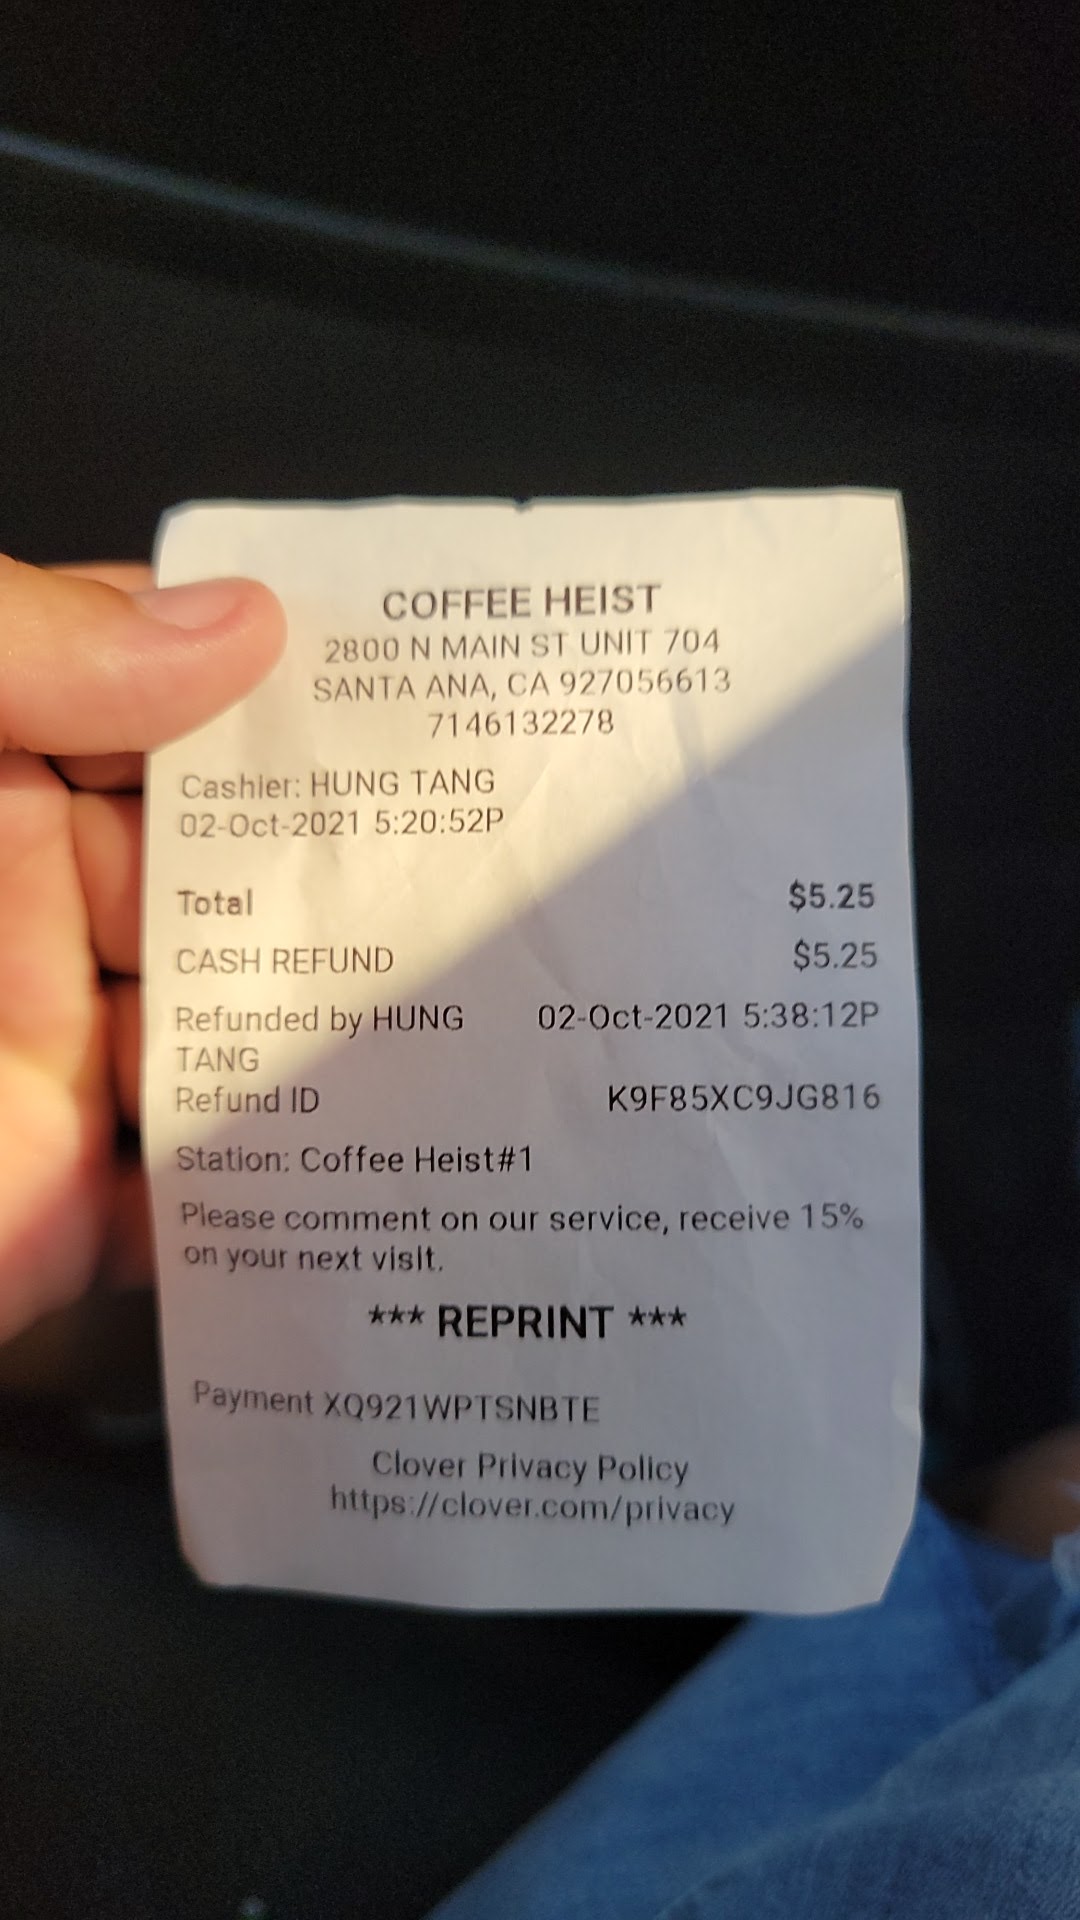 COFFEE HEIST
2800 N MAIN ST UNIT 704
SANTA ANA, CA 927056613
7146132278
Cashier: HUNG TANG
02-Oct-2021 5:20:52P
Total $5.25
CASH REFUND $5.25
Refunded by HUNG 02-Oct-2021 5:38:12P
TANG
Refund ID K9F85XC9JG816
Station: Coffee Heist#1
Please comment on our service, receive 15%
on your next visit.
*** REPRINT ***
Payment XQ921WPTSNBTE
Clover Privacy Policy
https://clover.com/privacy